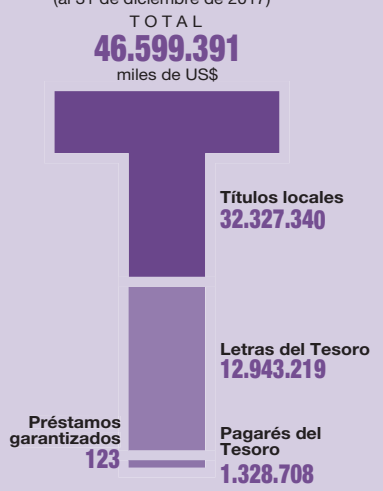 (al 31 de diciembre de 2017)
TOTAL
46.599.391
miles de US$
Títulos locales
32.327.340
Letras del Tesoro
12.943.219
Préstamos
garantizados
123
Pagarés del
Tesoro
1.328.708